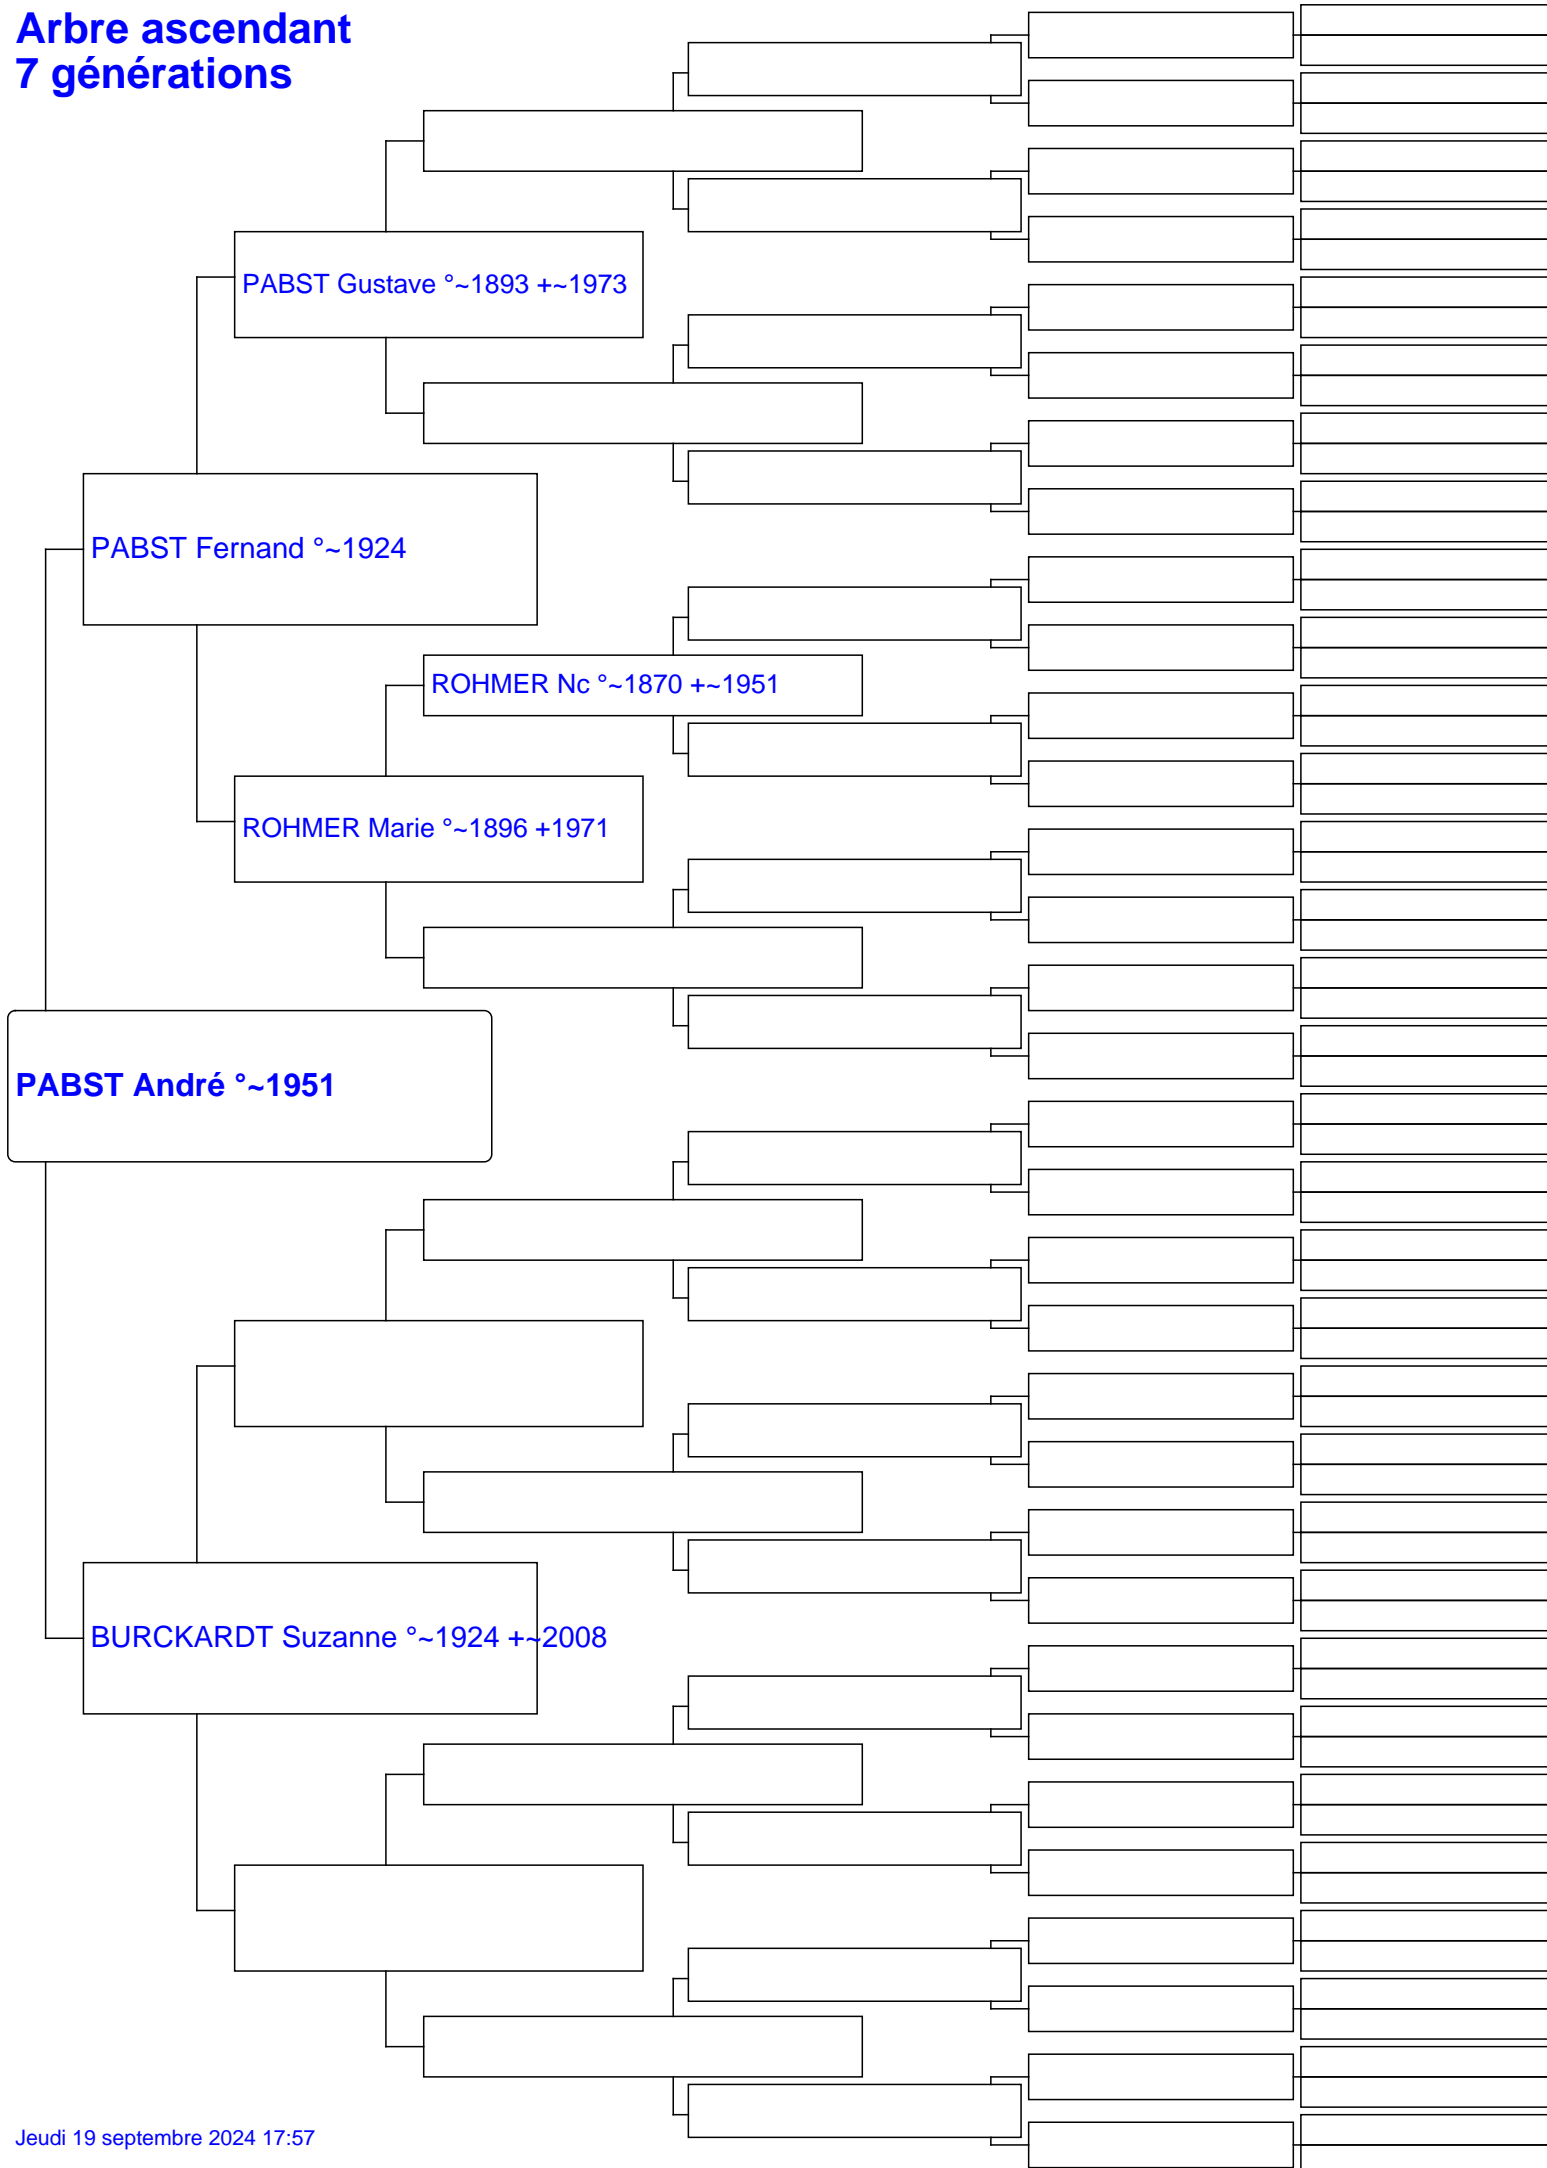 Arbre ascendant
7 générations
PABST Gustave °~1893 +~1973
PABST Fernand °~1924
ROHMER Nc °~1870 +~1951
ROHMER Marie °~1896 +1971
PABST André °~1951
BURCKARDT Suzanne °~1924 +~2008
Jeudi 19 septembre 2024 17:57